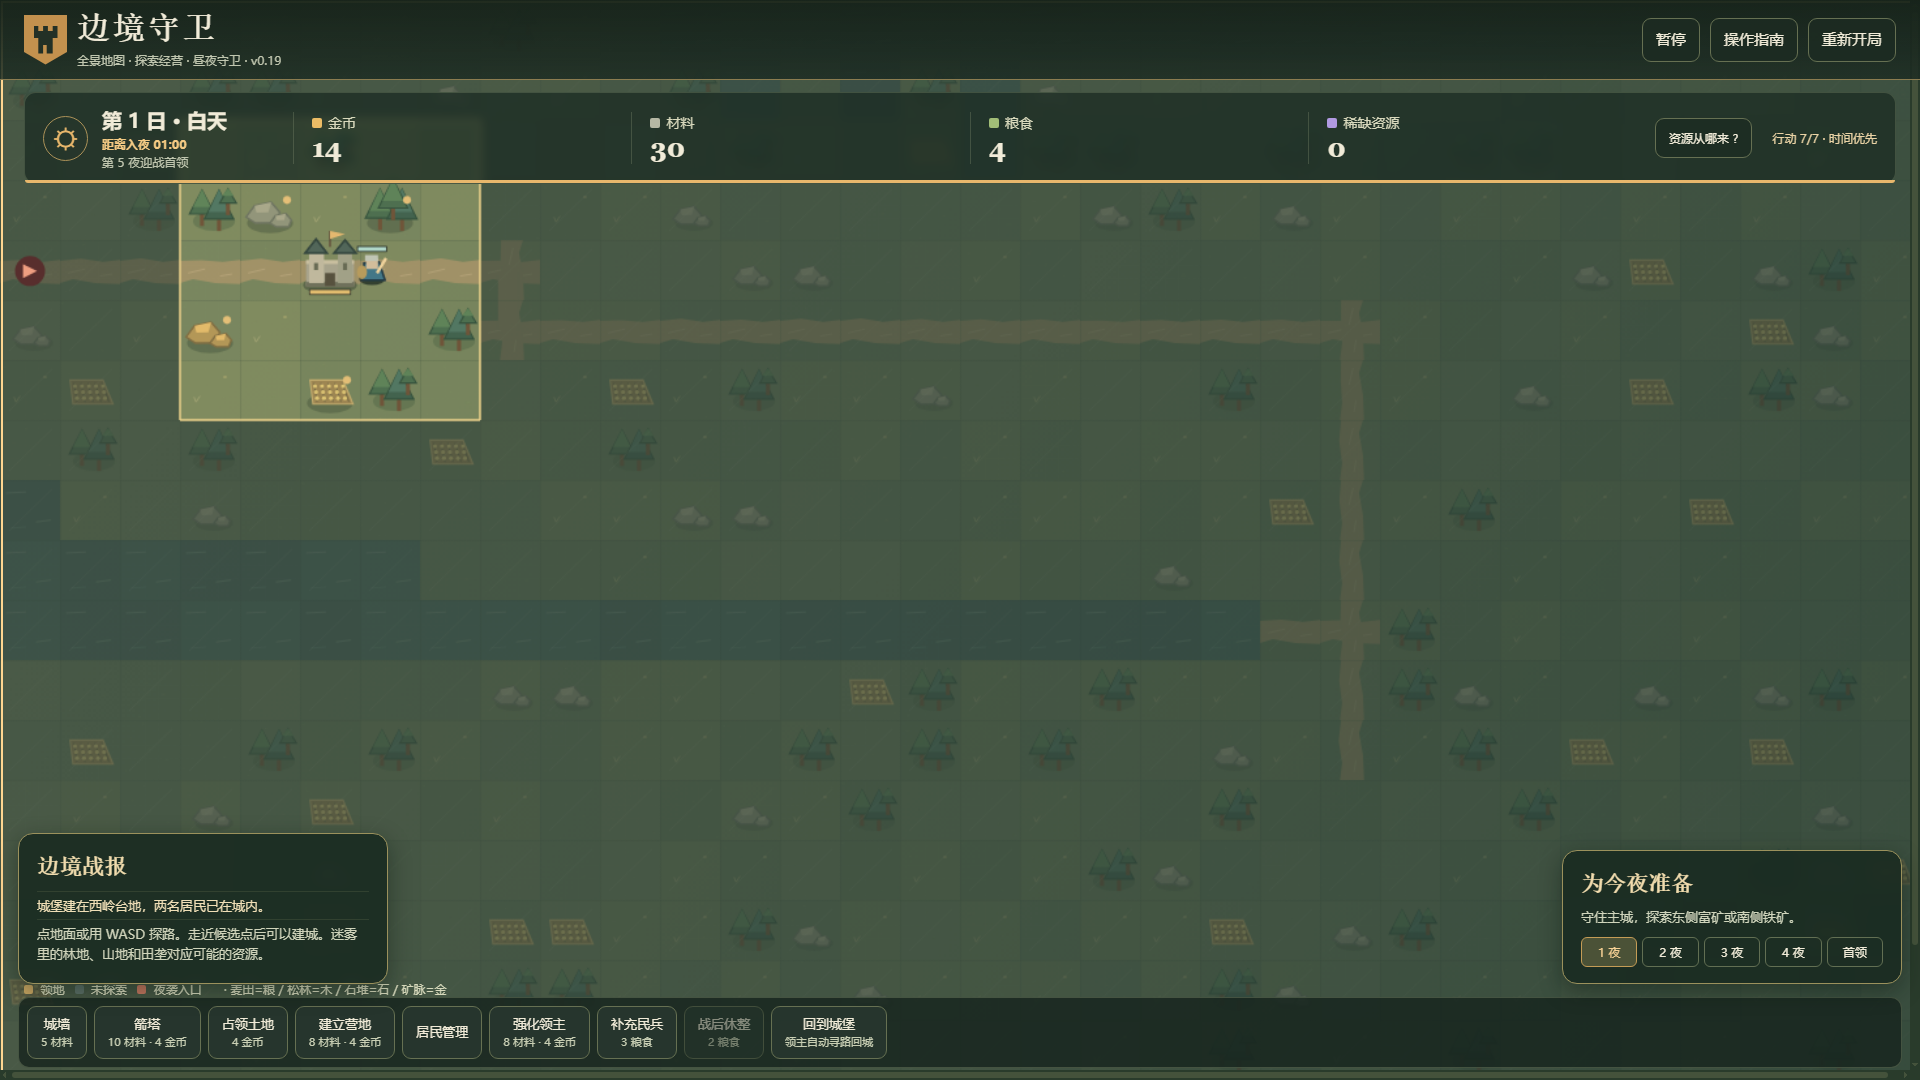 边境守卫
全景地图 · 探索经营 · 昼夜守卫 · v0.19
暂停
操作指南
重新开局
第 1 日 · 白天
距离入夜 01:00
第 5 夜迎战首领
金币
14
材料
30
粮食
4
稀缺资源
0
资源从哪来？
行动 7/7 · 时间优先
边境战报
城堡建在西岭台地，两名居民已在城内。
点地面或用 WASD 探路。走近候选点后可以建城。迷雾
里的林地、山地和田垄对应可能的资源。
为今夜准备
守住主城，探索东侧富矿或南侧铁矿。
1 夜
2 夜
3 夜
4 夜
首领
领地 未探索 夜袭入口 · 麦田=粮 / 松林=木 / 石堆=石 / 矿脉=金
城墙
5 材料
箭塔
10 材料 · 4 金币
占领土地
4 金币
建立营地
8 材料 · 4 金币
居民管理
强化领主
8 材料 · 4 金币
补充民兵
3 粮食
战后休整
2 粮食
回到城堡
领主自动寻路回城